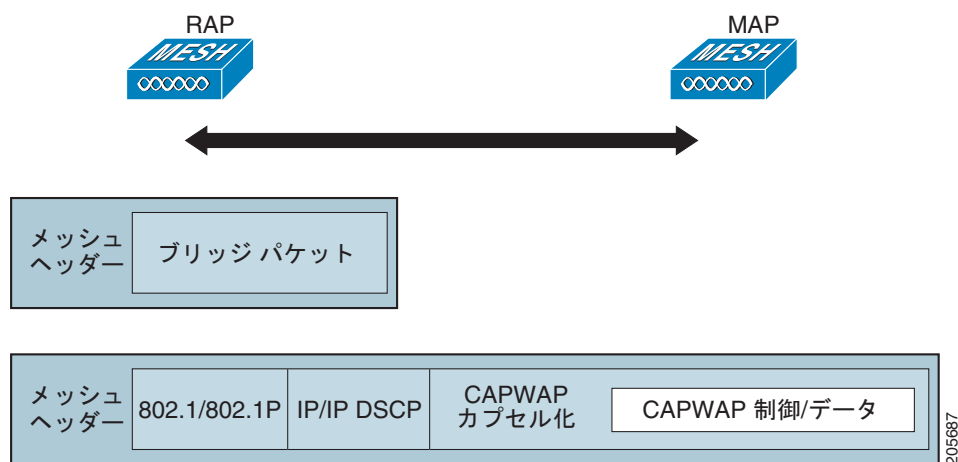 RAP
MAP
MESH
MESH
メッシュ
ヘッダー
ブリッジ パケット
メッシュ
ヘッダー
802.1/802.1P
IP/IP DSCP
CAPWAP
カプセル化
CAPWAP 制御/データ
205687